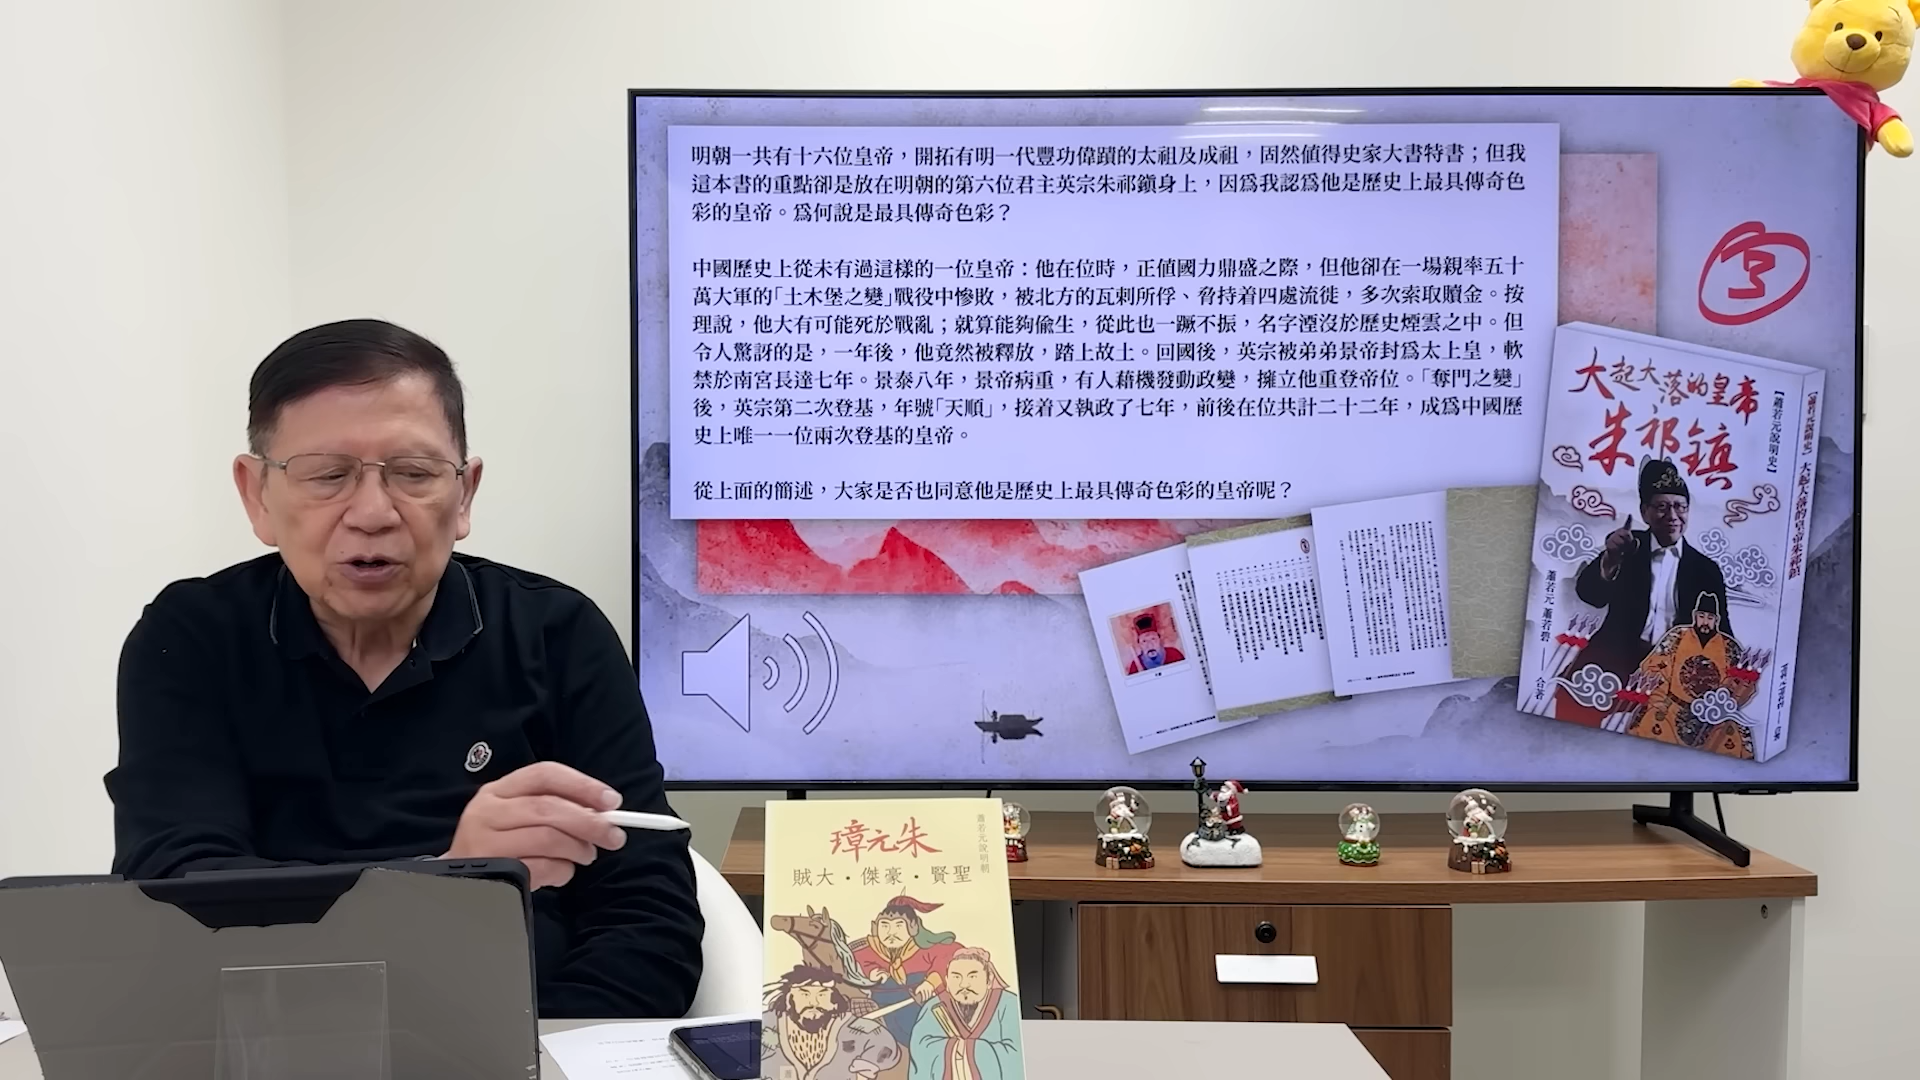 明朝一共有十六位皇帝，開拓有明一代豐功偉蹟的太祖及成祖，固然值得史家大書特書；但我
這本書的重點卻是放在明朝的第六位君主英宗朱祁鎭身上，因爲我認爲他是歷史上最具傳奇色
彩的皇帝。爲何說是最具傳奇色彩？
中國歷史上從未有過這樣的一位皇帝：他在位時，正値國力鼎盛之際，但他卻在一場親率五十
萬大軍的「土木堡之變」戰役中慘敗，被北方的瓦剌所俘、脅持着四處流徙，多次索取贖金。按
理說，他大有可能死於戰亂；就算能夠偷生，從此也一蹶不振，名字湮沒於歷史煙雲之中。但
令人驚訝的是，一年後，他竟然被釋放，踏上故土。回國後，英宗被弟弟景帝封爲太上皇，軟
禁於南宮長達七年。景泰八年，景帝病重，有人藉機發動政變，擁立他重登帝位。「奪門之變」
後，英宗第二次登基，年號「天順」，接着又執政了七年，前後在位共計二十二年，成爲中國歷
史上唯一一位兩次登基的皇帝。
從上面的簡述，大家是否也同意他是歷史上最具傳奇色彩的皇帝呢？
大起大落的皇帝
朱祁鎮
【蕭若元說明史】
蕭若元 蕭若碧──合著
【蕭若元說明史】大起大落的皇帝朱祁鎮
璋元朱
賊大・傑豪・賢聖
蕭若元說明朝